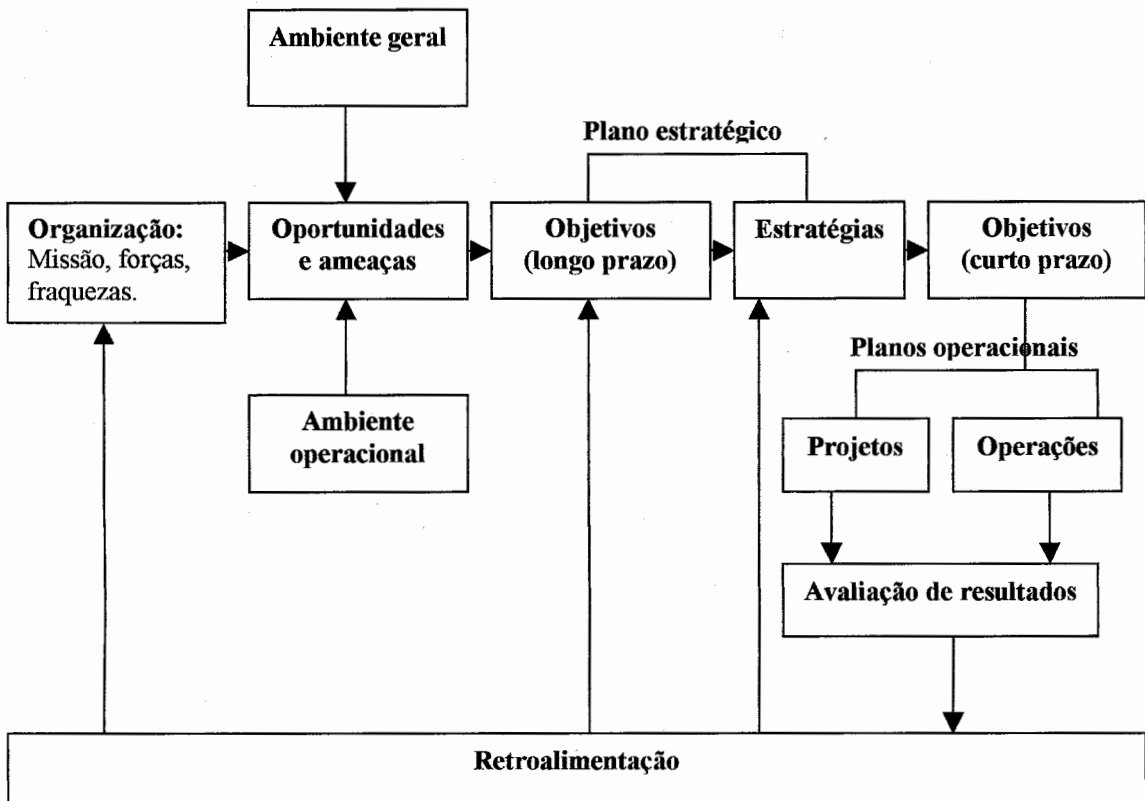 Ambiente geral
Plano estratégico
Organização:
Missão, forças,
fraquezas.
Oportunidades
e ameaças
Objetivos
(longo prazo)
Estratégias
Objetivos
(curto prazo)
Planos operacionais
Ambiente
operacional
Projetos
Operações
Avaliação de resultados
Retroalimentação